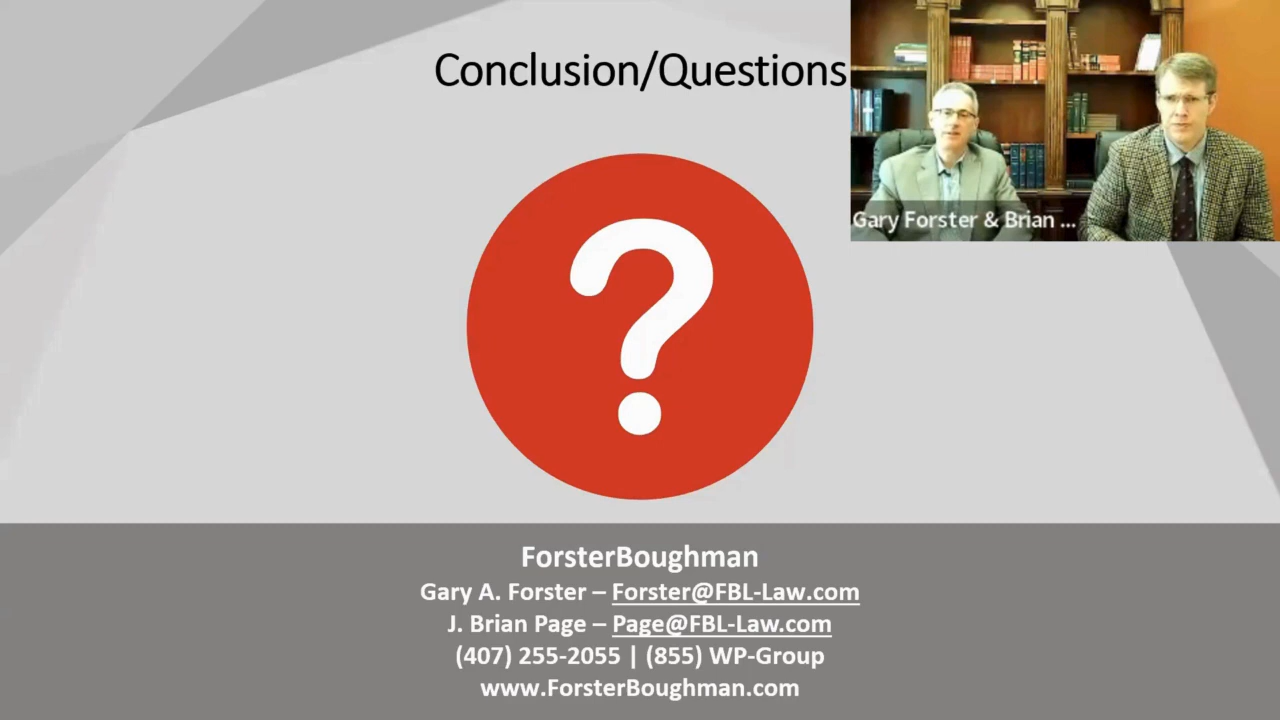 Conclusion/Questions
Gary Forster & Brian ...
?
ForsterBoughman
Gary A. Forster – Forster@FBL-Law.com
J. Brian Page – Page@FBL-Law.com
(407) 255-2055 | (855) WP-Group
www.ForsterBoughman.com